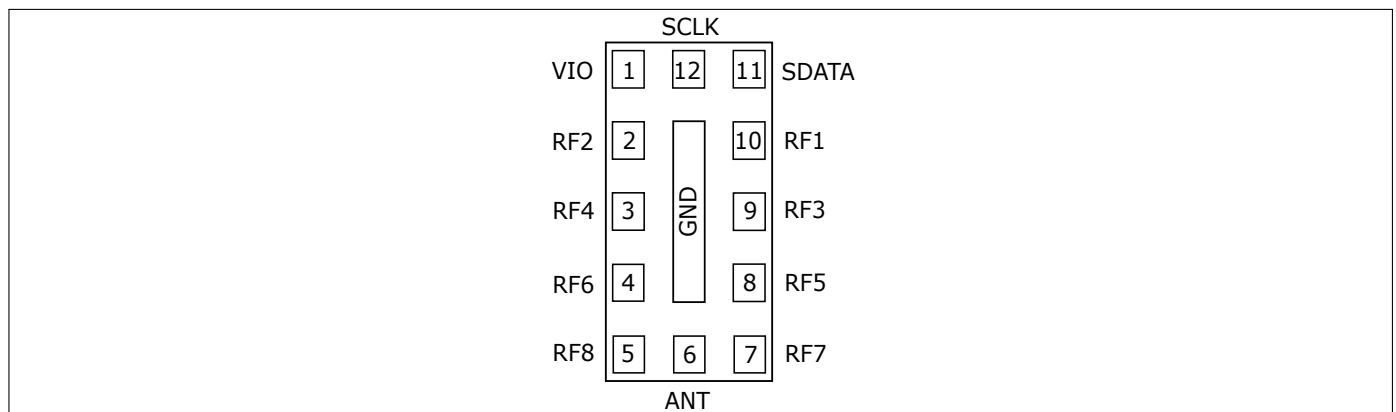 SCLK
VIO 1 12 11 SDATA
RF2 2 10 RF1
RF4 3 GND 9 RF3
RF6 4 8 RF5
RF8 5 6 7 RF7
ANT